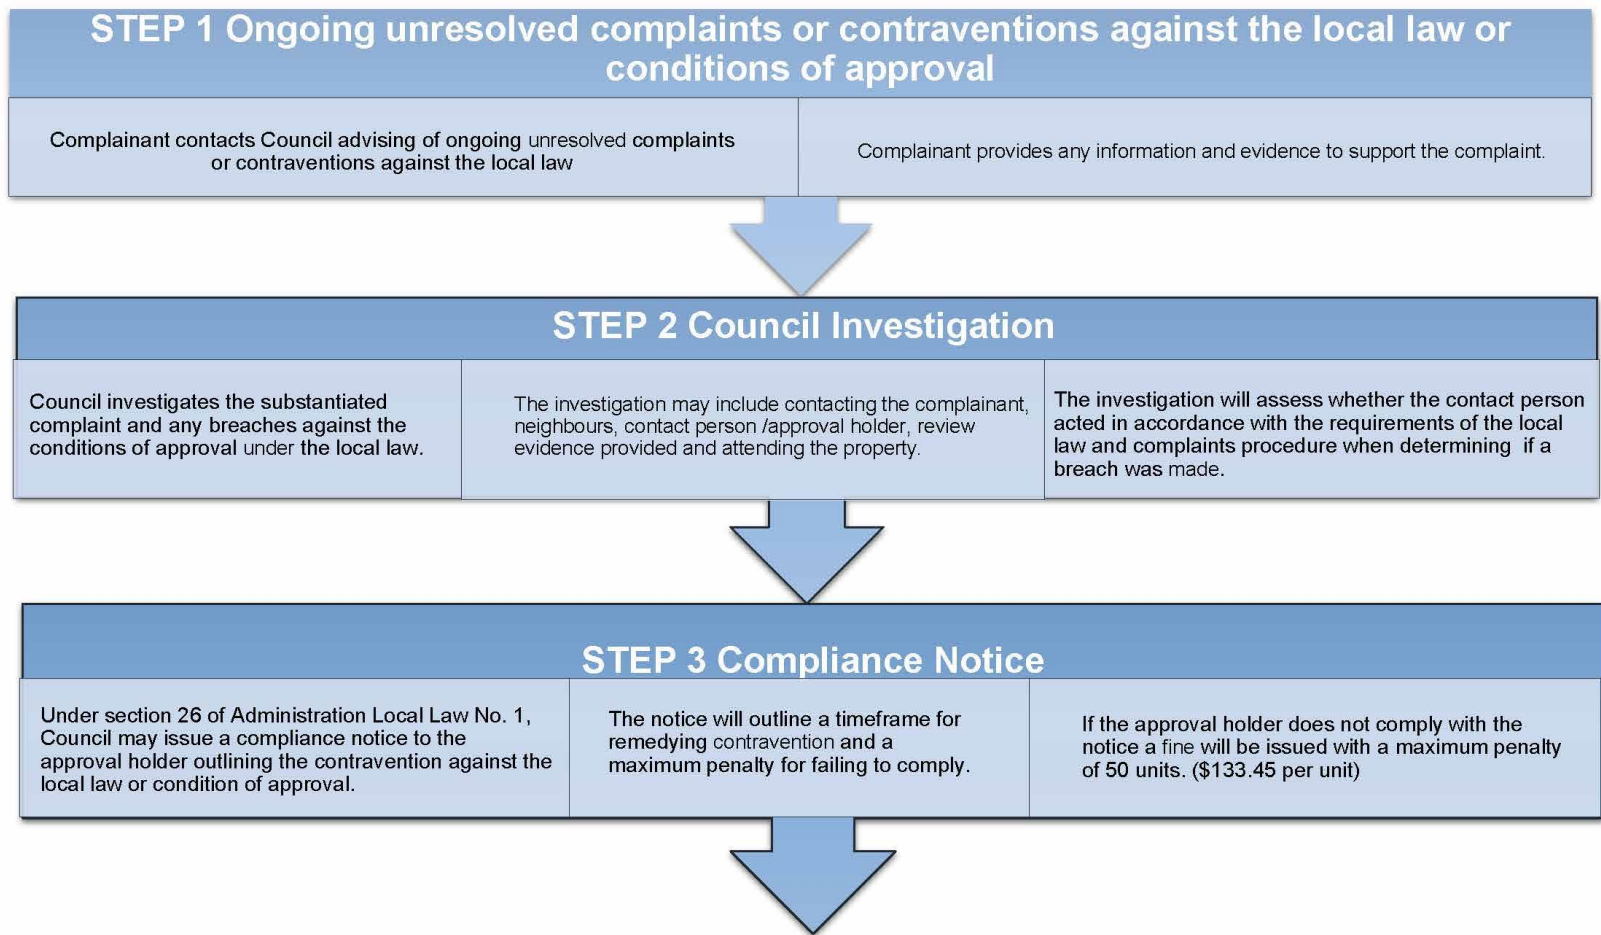 STEP 1 Ongoing unresolved complaints or contraventions against the local law or
conditions of approval
Complainant contacts Council advising of ongoing unresolved complaints
or contraventions against the local law
Complainant provides any information and evidence to support the complaint.
STEP 2 Council Investigation
Council investigates the substantiated
complaint and any breaches against the
conditions of approval under the local law.
The investigation may include contacting the complainant,
neighbours, contact person /approval holder, review
evidence provided and attending the property.
The investigation will assess whether the contact person
acted in accordance with the requirements of the local
law and complaints procedure when determining  if a
breach was made.
STEP 3 Compliance Notice
Under section 26 of Administration Local Law No. 1,
Council may issue a compliance notice to the
approval holder outlining the contravention against the
local law or condition of approval.
The notice will outline a timeframe for
remedying contravention and a
maximum penalty for failing to comply.
If the approval holder does not comply with the
notice a fine will be issued with a maximum penalty
of 50 units. ($133.45 per unit)